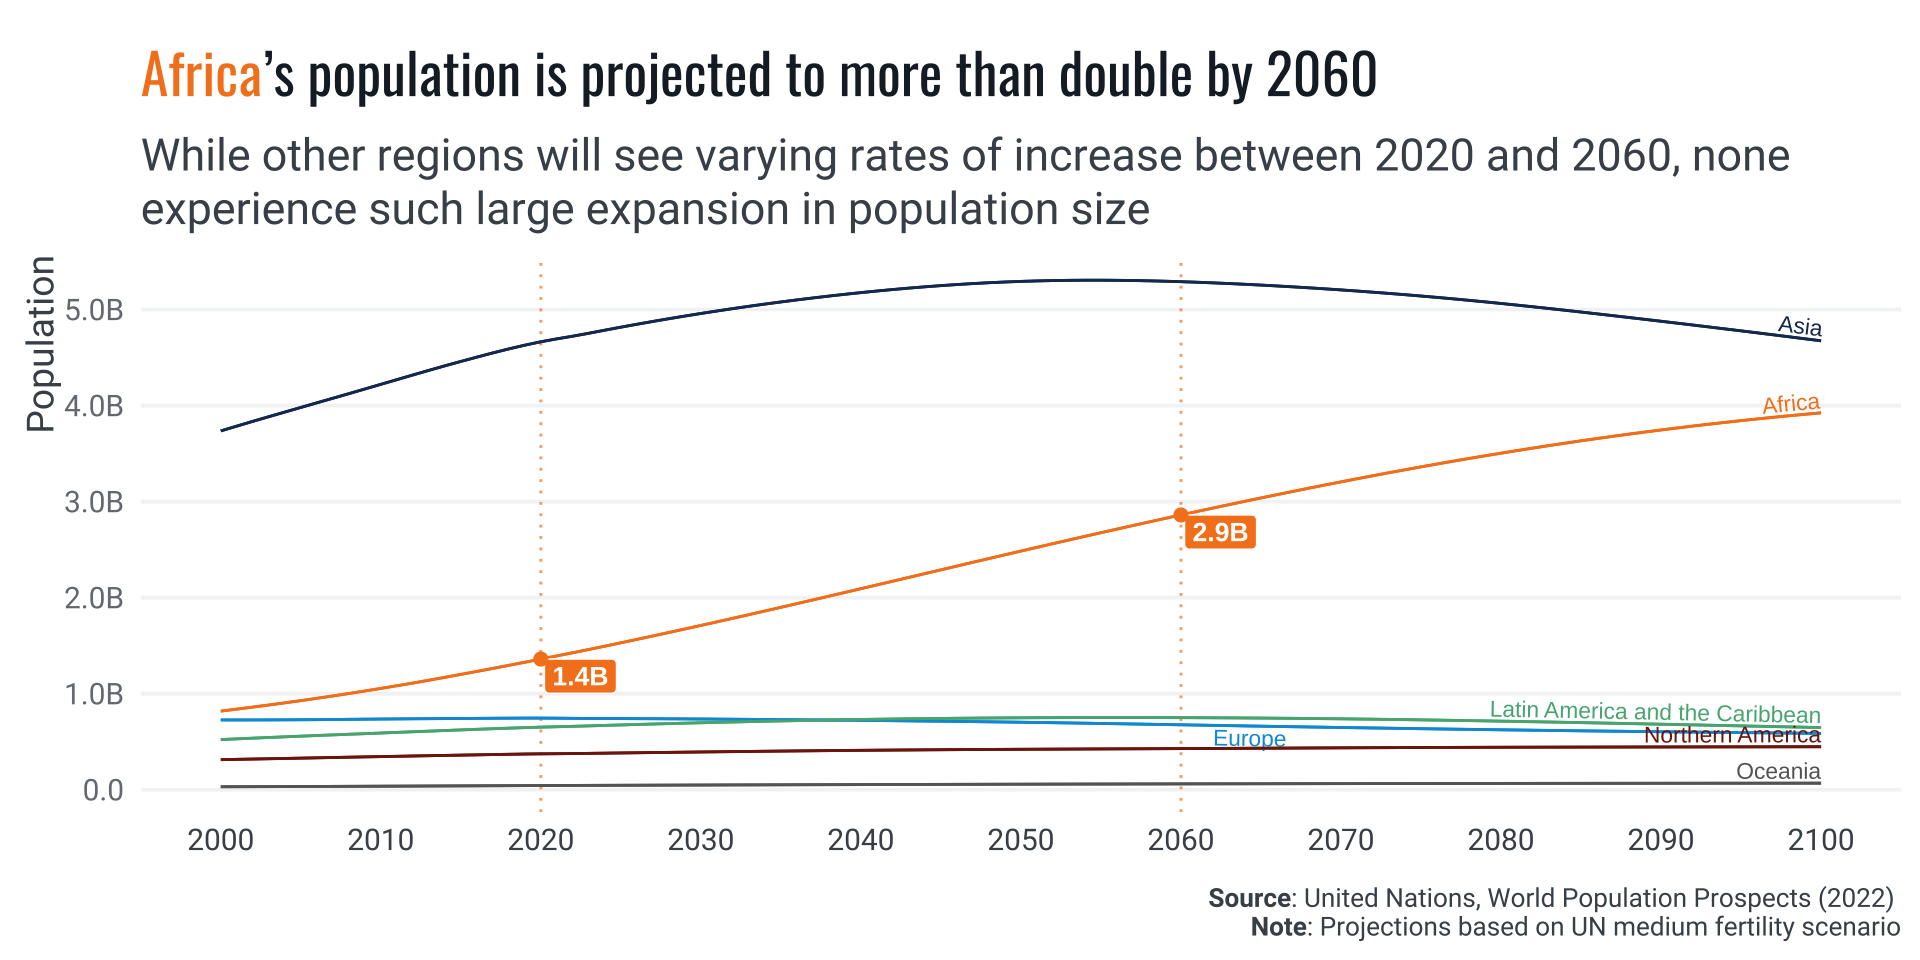 Africa’s population is projected to more than double by 2060
While other regions will see varying rates of increase between 2020 and 2060, none
experience such large expansion in population size
Population
5.0B
4.0B
3.0B
2.0B
1.0B
0.0
Asia
Africa
2.9B
1.4B
Latin America and the Caribbean
Europe
Northern America
Oceania
2000 2010 2020 2030 2040 2050 2060 2070 2080 2090 2100
Source: United Nations, World Population Prospects (2022)
Note: Projections based on UN medium fertility scenario